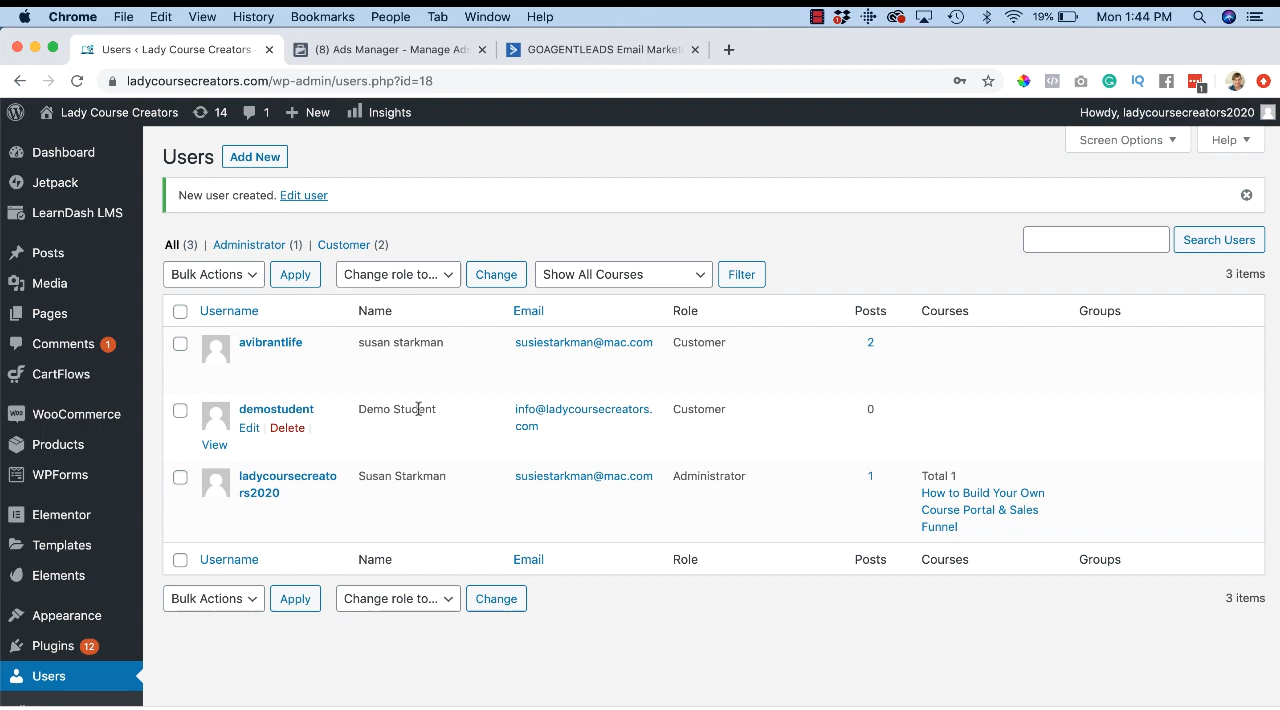 Chrome File Edit View History Bookmarks People Tab Window Help 19% Mon 1:44 PM
Users ‹ Lady Course Creators - (8) Ads Manager - Manage Ads GOAGENTLEADS Email Marketi
ladycoursecreators.com/wp-admin/users.php?id=18 IQ 1
Lady Course Creators 14 1 New Insights Howdy, ladycoursecreators2020
Dashboard
Jetpack
LearnDash LMS
Posts
Media
Pages
Comments 1
CartFlows
WooCommerce
Products
WPForms
Elementor
Templates
Elements
Appearance
Plugins 12
Users
Screen Options Help
Users Add New
New user created. Edit user
All (3) | Administrator (1) | Customer (2)
Search Users
Bulk Actions Apply Change role to... Change Show All Courses Filter 3 items
Username Name Email Role Posts Courses Groups
avibrantlife susan starkman susiestarkman@mac.com Customer 2
demostudent Demo Student info@ladycoursecreators. Customer 0
com
Edit | Delete |
View
ladycoursecreato Susan Starkman susiestarkman@mac.com Administrator 1 Total 1
rs2020 How to Build Your Own
Course Portal & Sales
Funnel
Username Name Email Role Posts Courses Groups
Bulk Actions Apply Change role to... Change 3 items